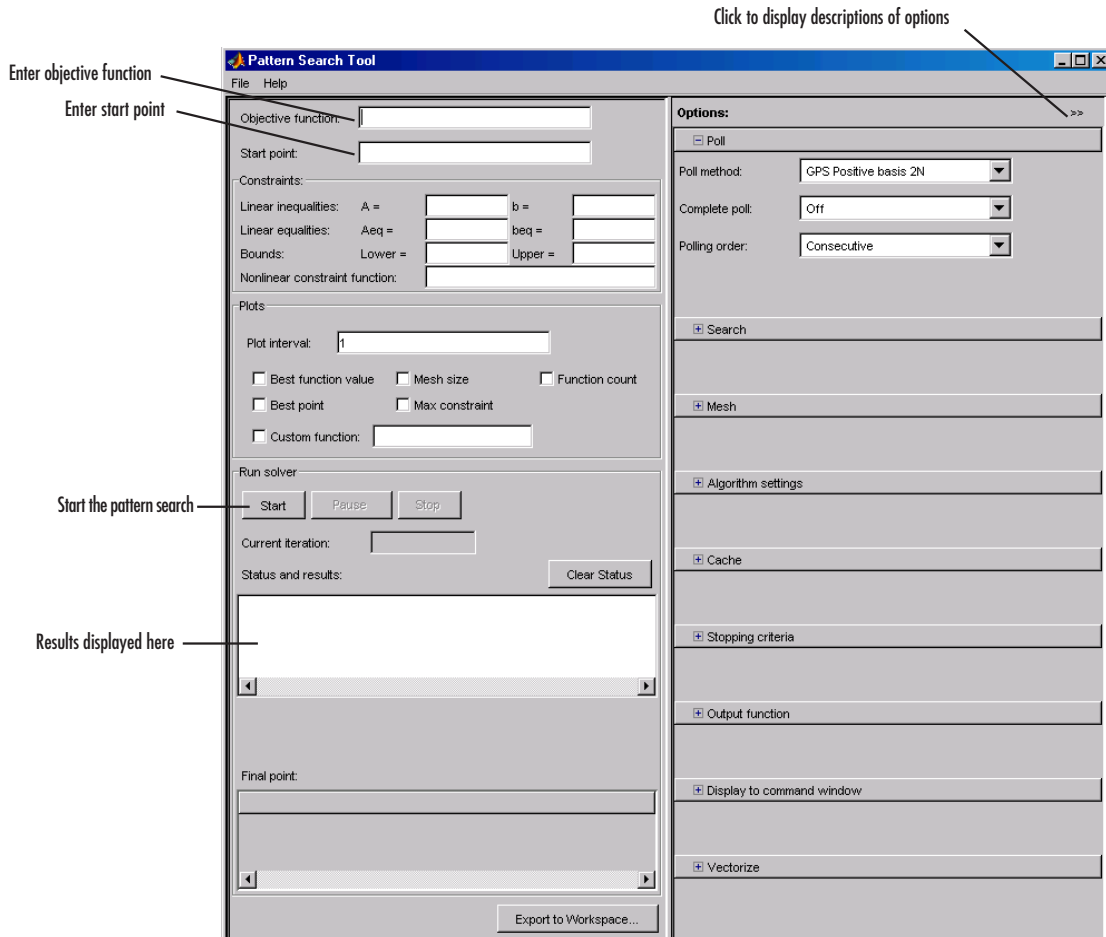 Click to display descriptions of options
Pattern Search Tool
Enter objective function
File Help
Enter start point
Objective function:
Start point:
Constraints:
Linear inequalities: A = b =
Linear equalities: Aeq = beq =
Bounds: Lower = Upper =
Nonlinear constraint function:
Plots
Plot interval: 1
Best function value Mesh size Function count
Best point Max constraint
Custom function:
Run solver
Start the pattern search
Start Pause Stop
Current iteration:
Status and results: Clear Status
Results displayed here
Final point:
Export to Workspace...
Options: >>
Poll
Poll method: GPS Positive basis 2N
Complete poll: Off
Polling order: Consecutive
Search
Mesh
Algorithm settings
Cache
Stopping criteria
Output function
Display to command window
Vectorize